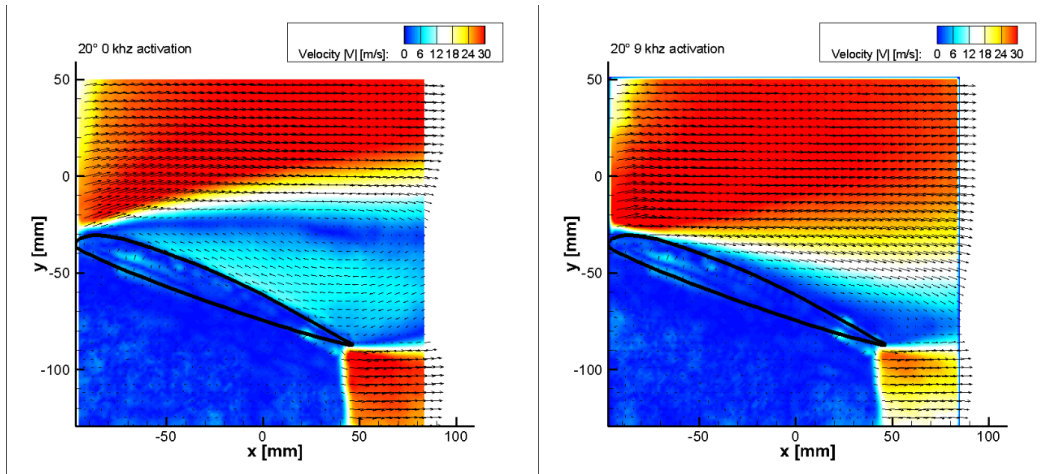 20° 0 khz activation
Velocity |V| [m/s]: 0 6 12 18 24 30
50
0
-50
-100
y [mm]
-50 0 50 100
x [mm]
20° 9 khz activation
Velocity |V| [m/s]: 0 6 12 18 24 30
50
0
-50
-100
y [mm]
-50 0 50 100
x [mm]